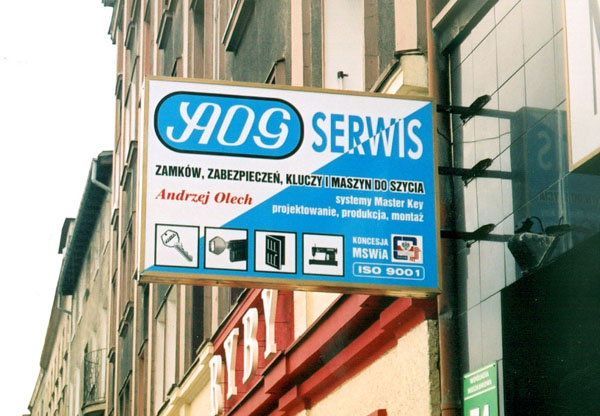 YAOG SERWIS
ZAMKÓW, ZABEZPIECZEŃ, KLUCZY I MASZYN DO SZYCIA
Andrzej Olech
systemy Master Key
projektowanie, produkcja, montaż
KONCESJA
MSWiA
ISO 9001
RYBY